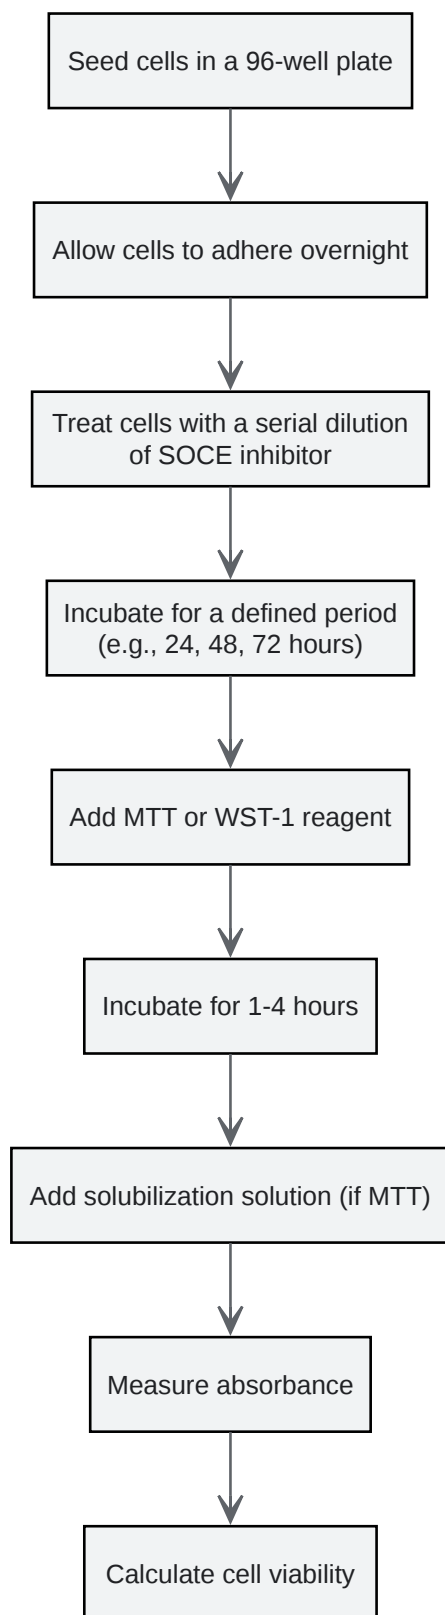 Seed cells in a 96-well plate
Allow cells to adhere overnight
Treat cells with a serial dilution
of SOCE inhibitor
Incubate for a defined period
(e.g., 24, 48, 72 hours)
Add MTT or WST-1 reagent
Incubate for 1-4 hours
Add solubilization solution (if MTT)
Measure absorbance
Calculate cell viability